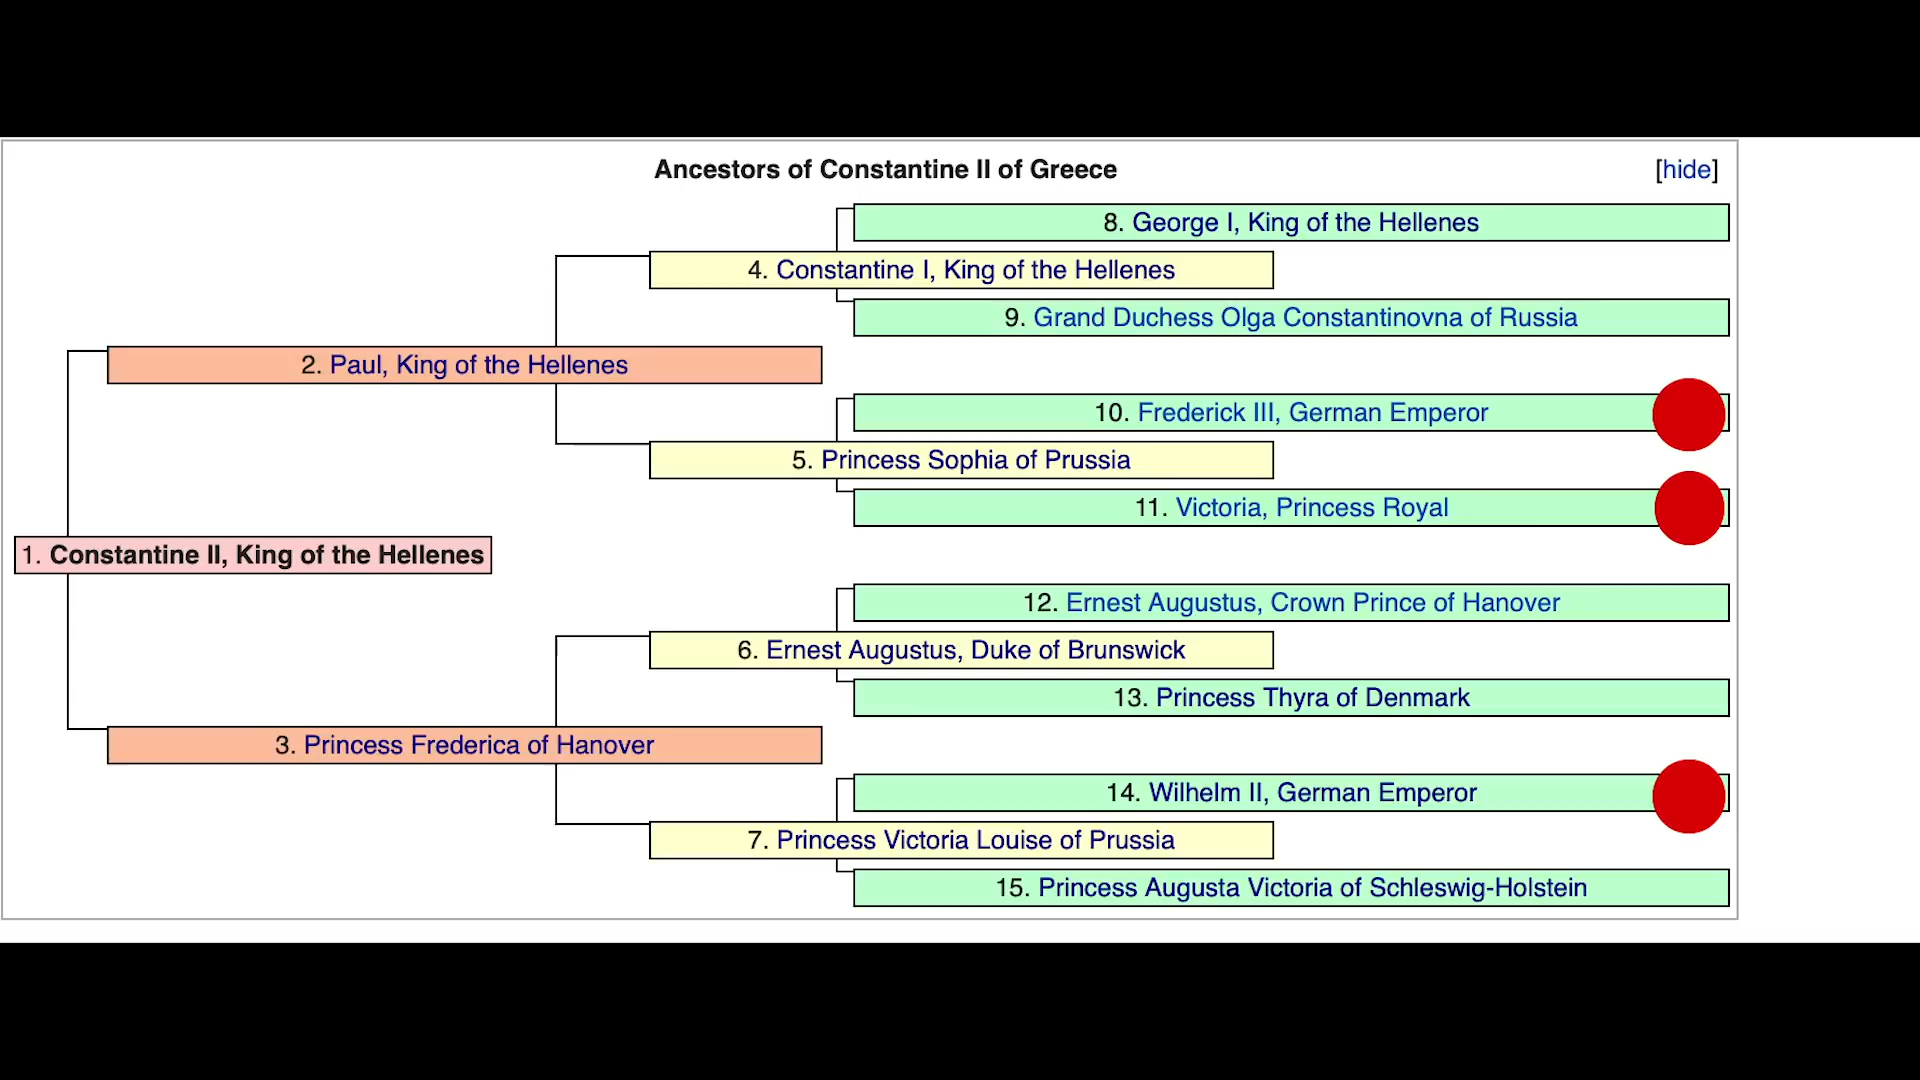 Ancestors of Constantine II of Greece [hide]
8. George I, King of the Hellenes
4. Constantine I, King of the Hellenes
9. Grand Duchess Olga Constantinovna of Russia
2. Paul, King of the Hellenes
10. Frederick III, German Emperor
5. Princess Sophia of Prussia
11. Victoria, Princess Royal
1. Constantine II, King of the Hellenes
12. Ernest Augustus, Crown Prince of Hanover
6. Ernest Augustus, Duke of Brunswick
13. Princess Thyra of Denmark
3. Princess Frederica of Hanover
14. Wilhelm II, German Emperor
7. Princess Victoria Louise of Prussia
15. Princess Augusta Victoria of Schleswig-Holstein